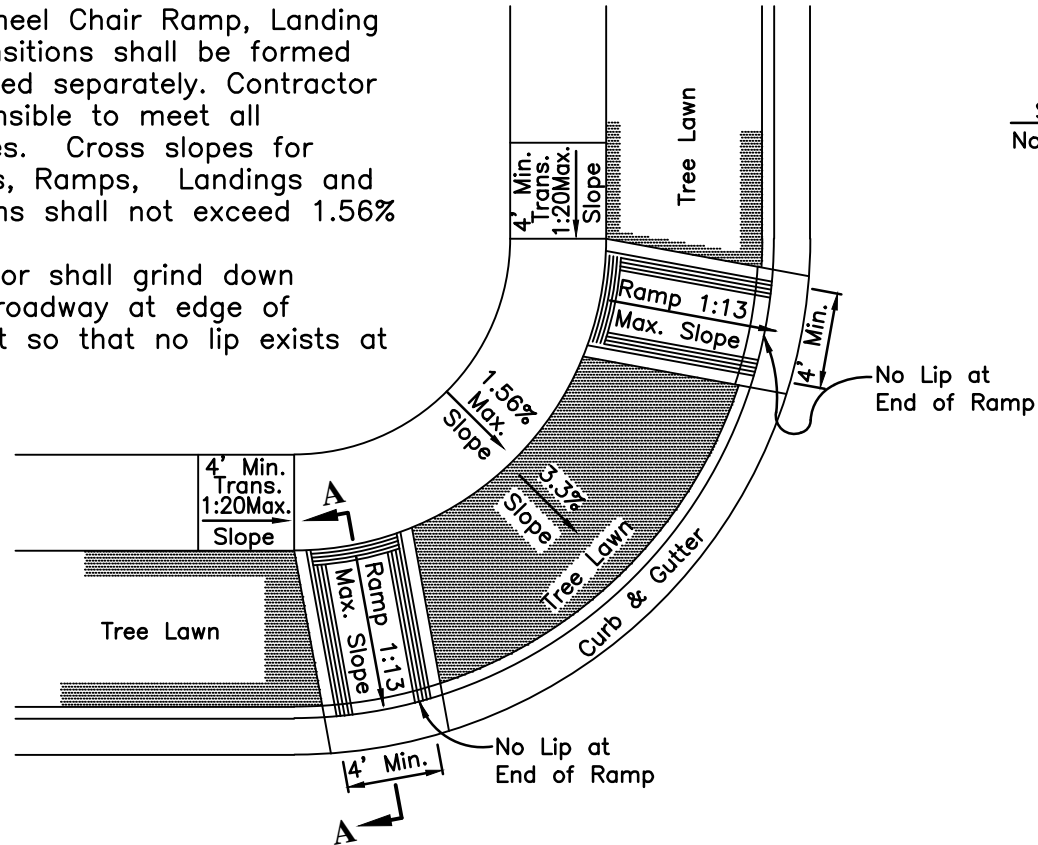 heel Chair Ramp, Landing
nsitions shall be formed
ed separately. Contractor
nsible to meet all
es. Cross slopes for
s, Ramps, Landings and
ns shall not exceed 1.56%
or shall grind down
roadway at edge of
t so that no lip exists at
4' Min.
Trans.
1:20Max.
Slope
Tree Lawn
No
Ramp 1:13
Max. Slope
4' Min.
No Lip at
End of Ramp
1.56%
Max.
Slope
3.3%
Slope
Tree Lawn
Curb & Gutter
4' Min.
Trans.
1:20Max.
Slope
A
Ramp 1:13
Max. Slope
Tree Lawn
No Lip at
End of Ramp
4' Min.
A